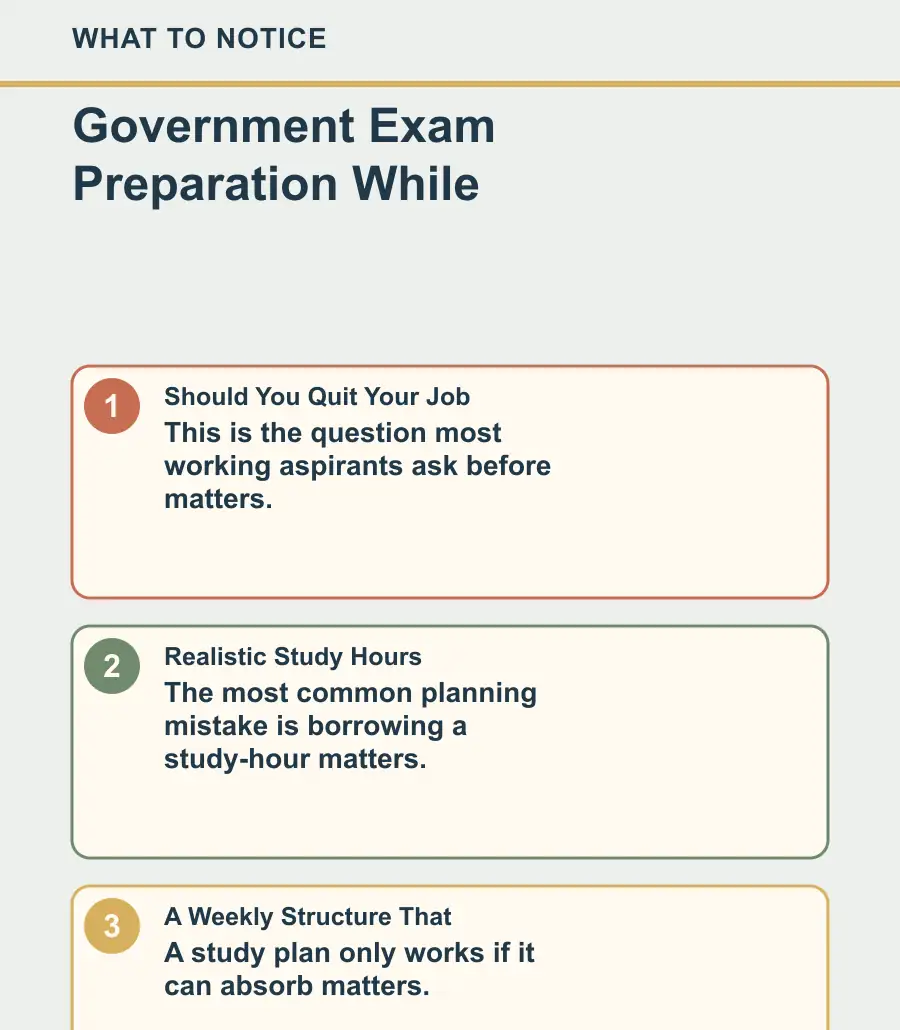 WHAT TO NOTICE
Government Exam
Preparation While
1
Should You Quit Your Job
This is the question most
working aspirants ask before
matters.
2
Realistic Study Hours
The most common planning
mistake is borrowing a
study-hour matters.
3
A Weekly Structure That
A study plan only works if it
can absorb matters.